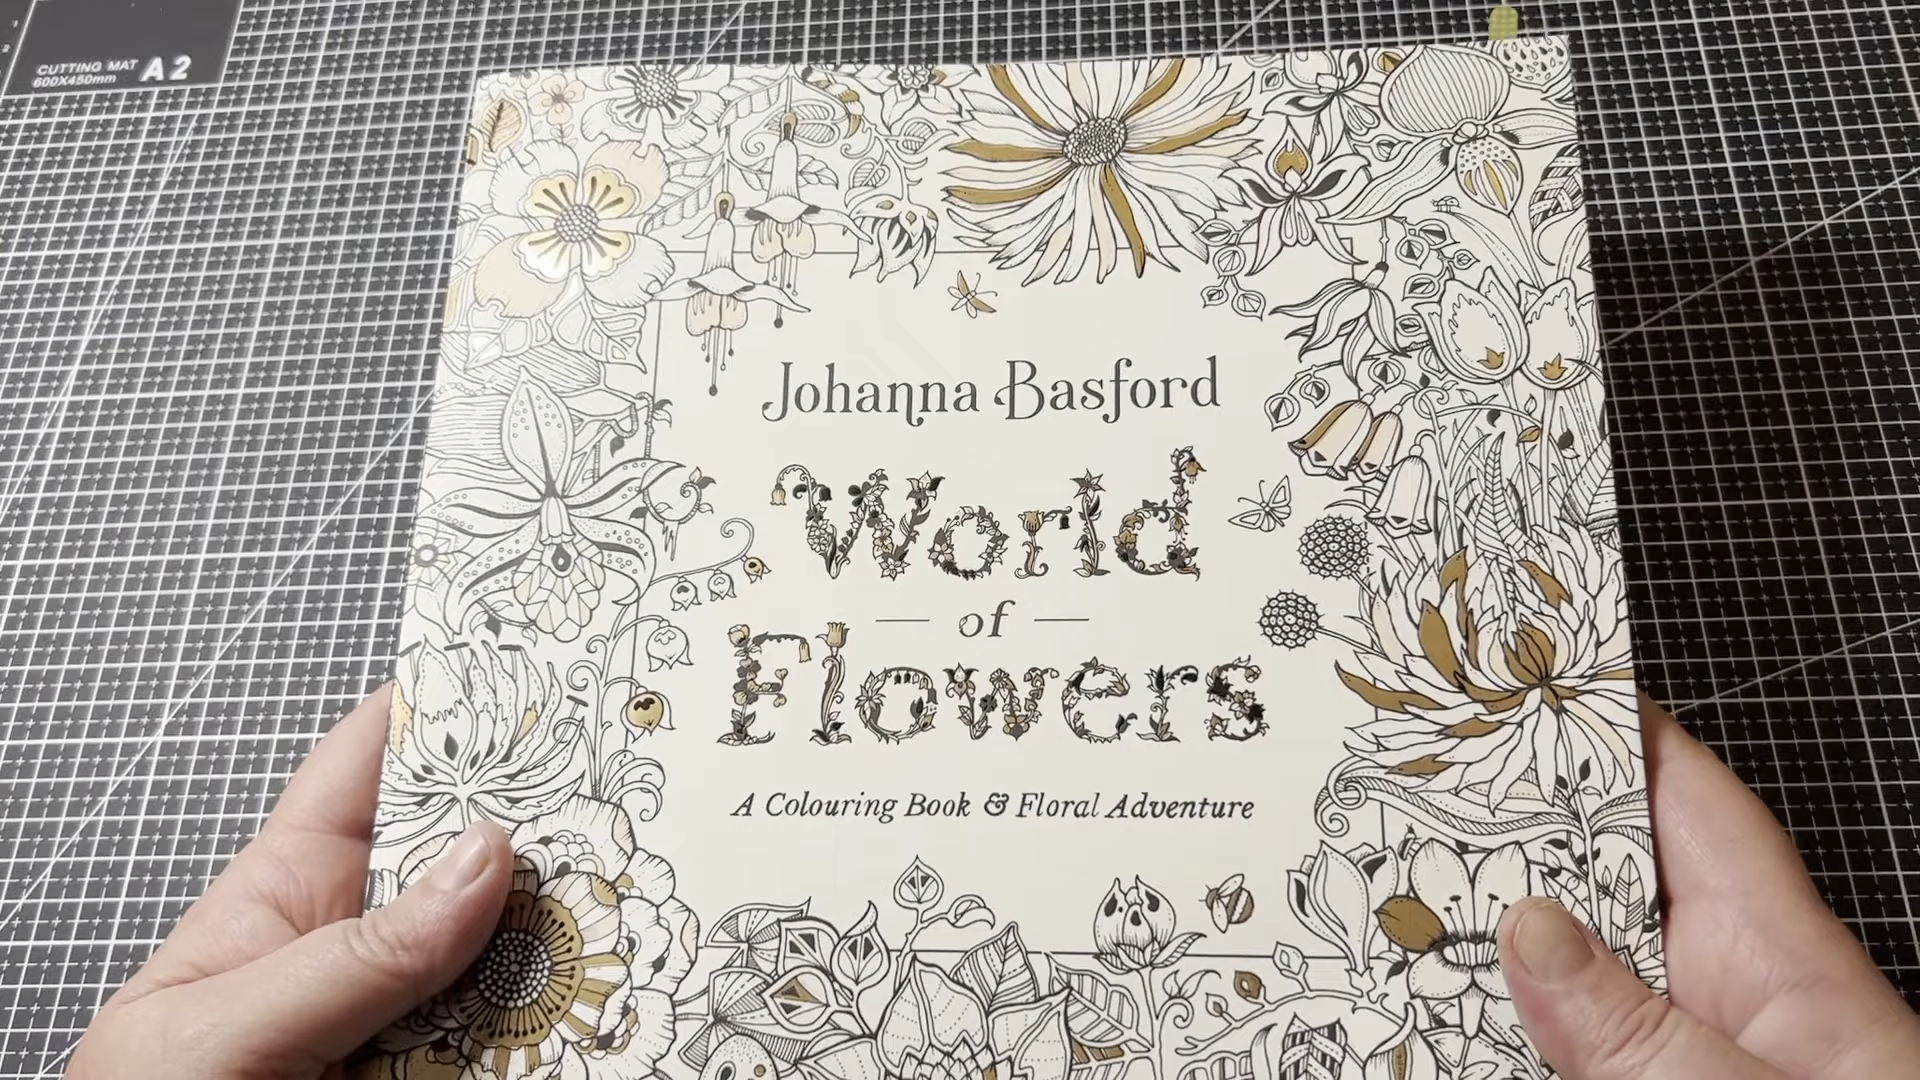 CUTTING MAT A2
600X450mm
Johanna Basford
World
of
Flowers
A Colouring Book & Floral Adventure